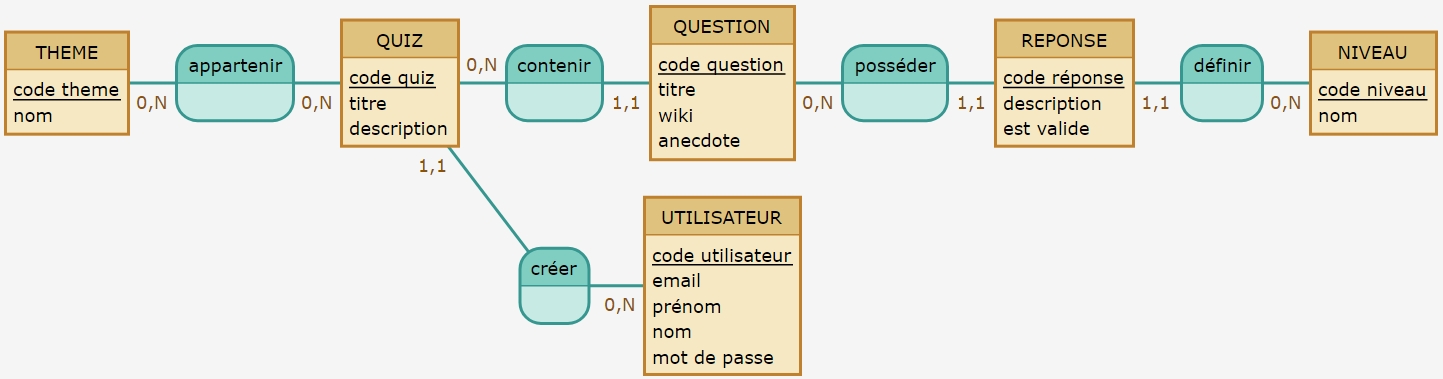 THEME
code theme
nom
0,N
appartenir
0,N
QUIZ
code quiz
titre
description
0,N
contenir
1,1
QUESTION
code question
titre
wiki
anecdote
0,N
posséder
1,1
REPONSE
code réponse
description
est valide
1,1
définir
0,N
NIVEAU
code niveau
nom
1,1
créer
0,N
UTILISATEUR
code utilisateur
email
prénom
nom
mot de passe